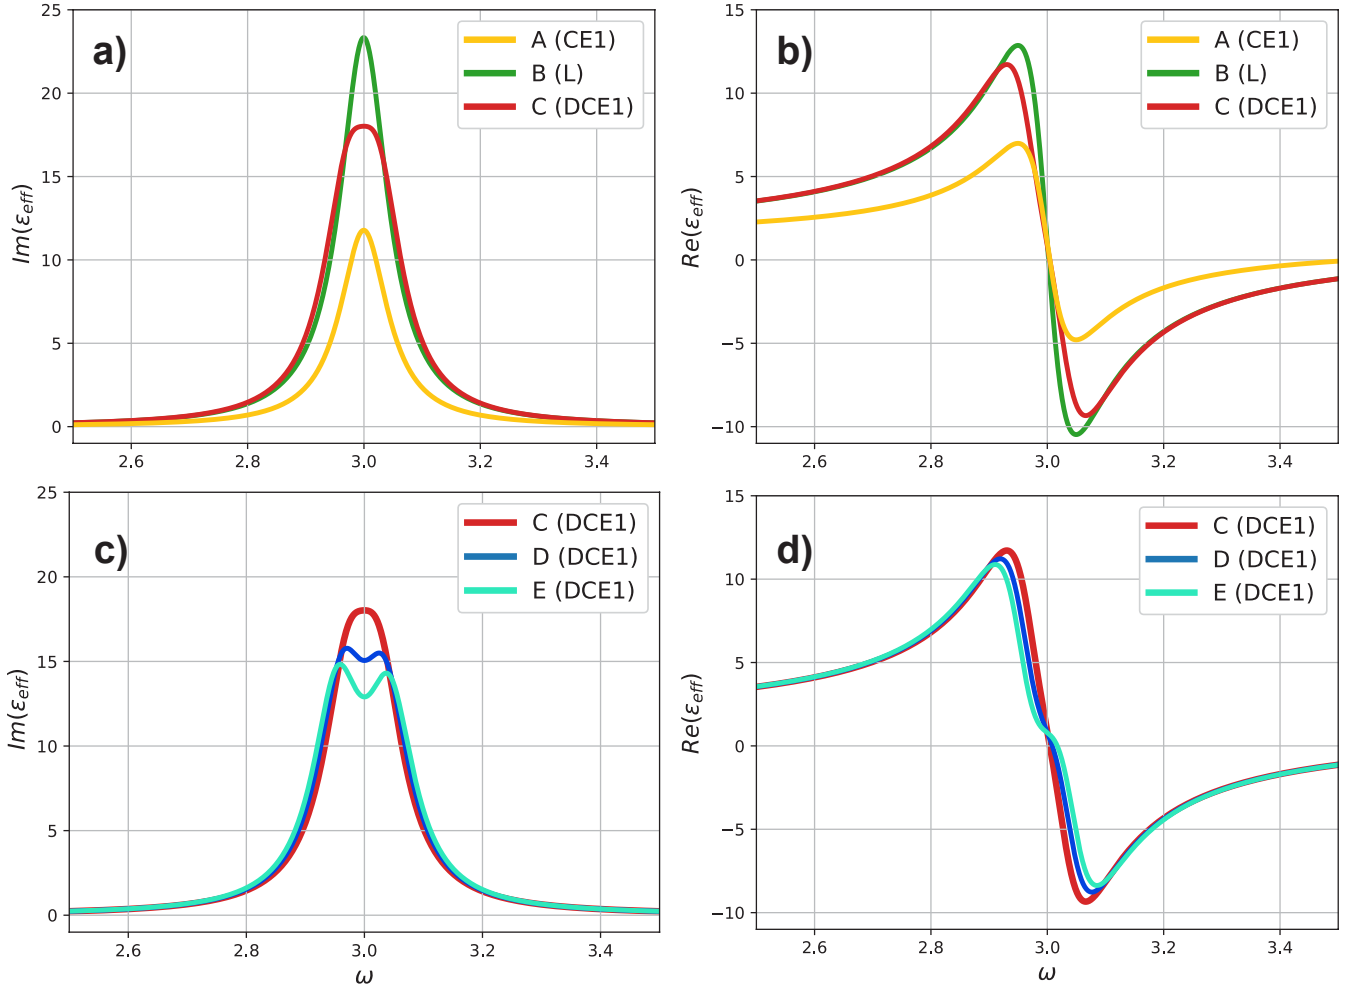 a)
25
20
15
10
5
0
2.6 2.8 3.0 3.2 3.4
Im(ε_eff)
A (CE1)
B (L)
C (DCE1)
b)
15
10
5
0
−5
−10
2.6 2.8 3.0 3.2 3.4
Re(ε_eff)
A (CE1)
B (L)
C (DCE1)
c)
25
20
15
10
5
0
2.6 2.8 3.0 3.2 3.4
Im(ε_eff)
ω
C (DCE1)
D (DCE1)
E (DCE1)
d)
15
10
5
0
−5
−10
2.6 2.8 3.0 3.2 3.4
Re(ε_eff)
ω
C (DCE1)
D (DCE1)
E (DCE1)